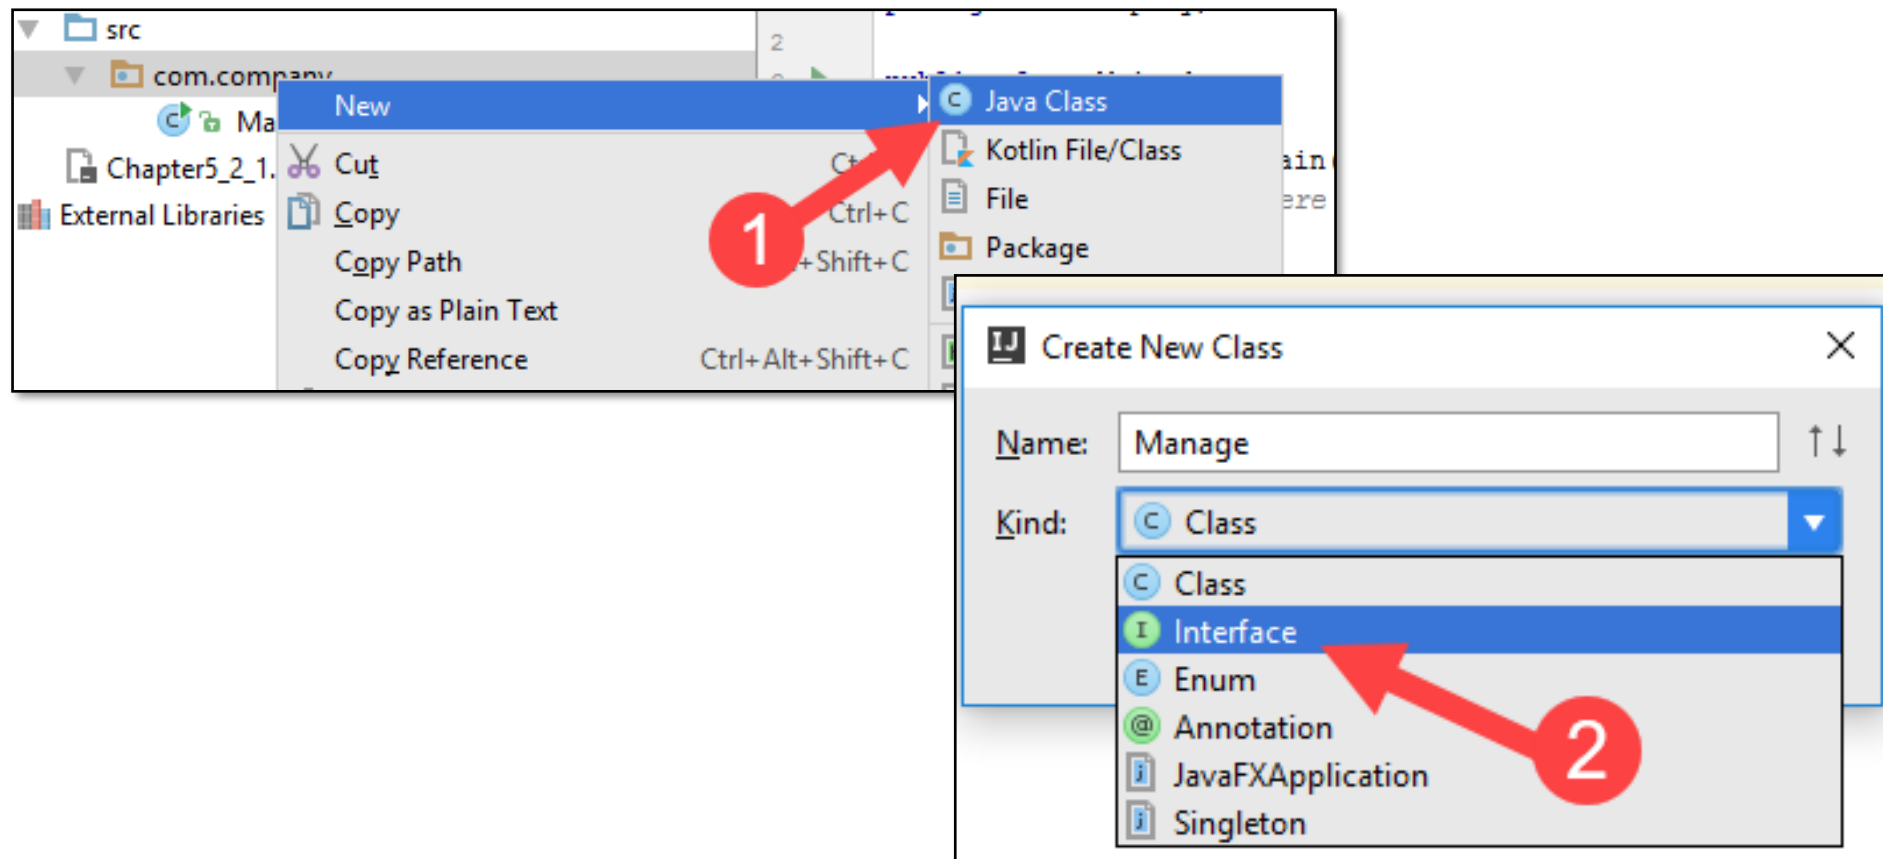 src
2
com.company
New
Java Class
Ma
Cut
Kotlin File/Class
Chapter5_2_1.
File
External Libraries
Copy
Ctrl+C
1
Package
Copy Path
+Shift+C
Copy as Plain Text
Copy Reference
Ctrl+Alt+Shift+C
IJ
Create New Class
Name:
Manage
Kind:
C
Class
C
Class
I
Interface
E
Enum
@
Annotation
JavaFXApplication
Singleton
2